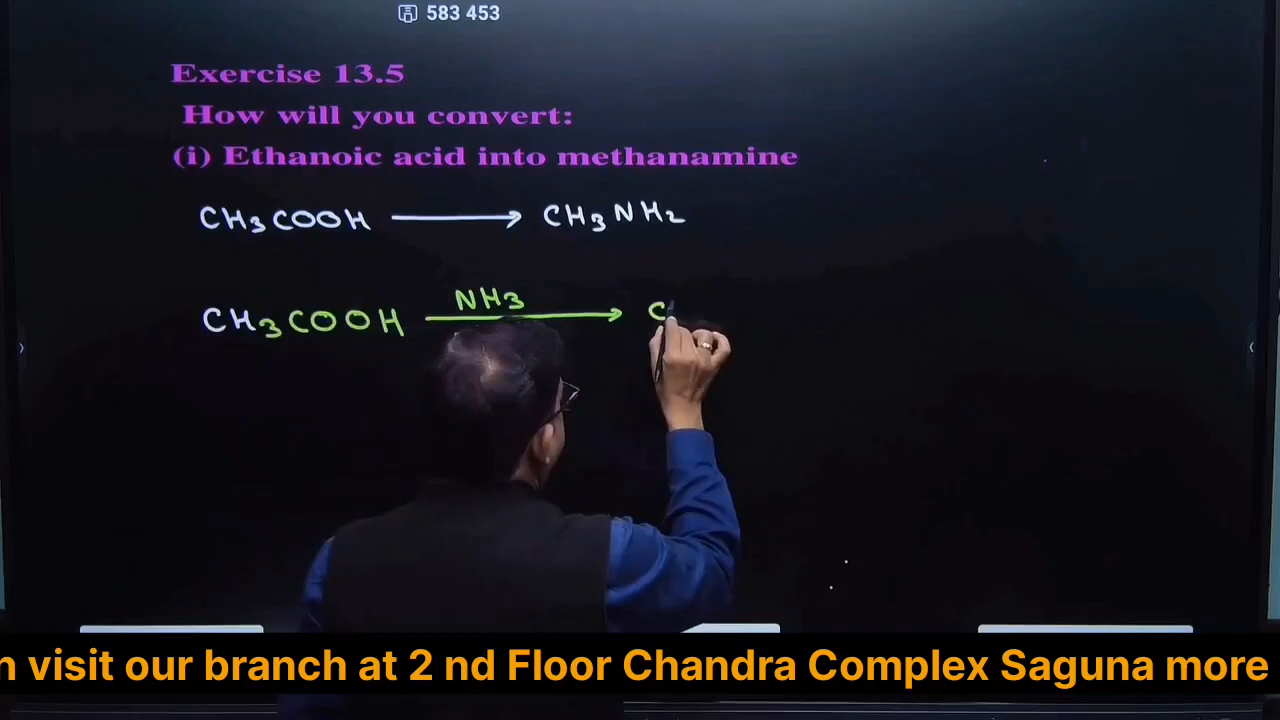 583 453
Exercise 13.5
How will you convert:
(i) Ethanoic acid into methanamine
CH₃COOH ⟶ CH₃NH₂
NH₃
CH₃COOH ⟶ C
visit our branch at 2 nd Floor Chandra Complex Saguna more